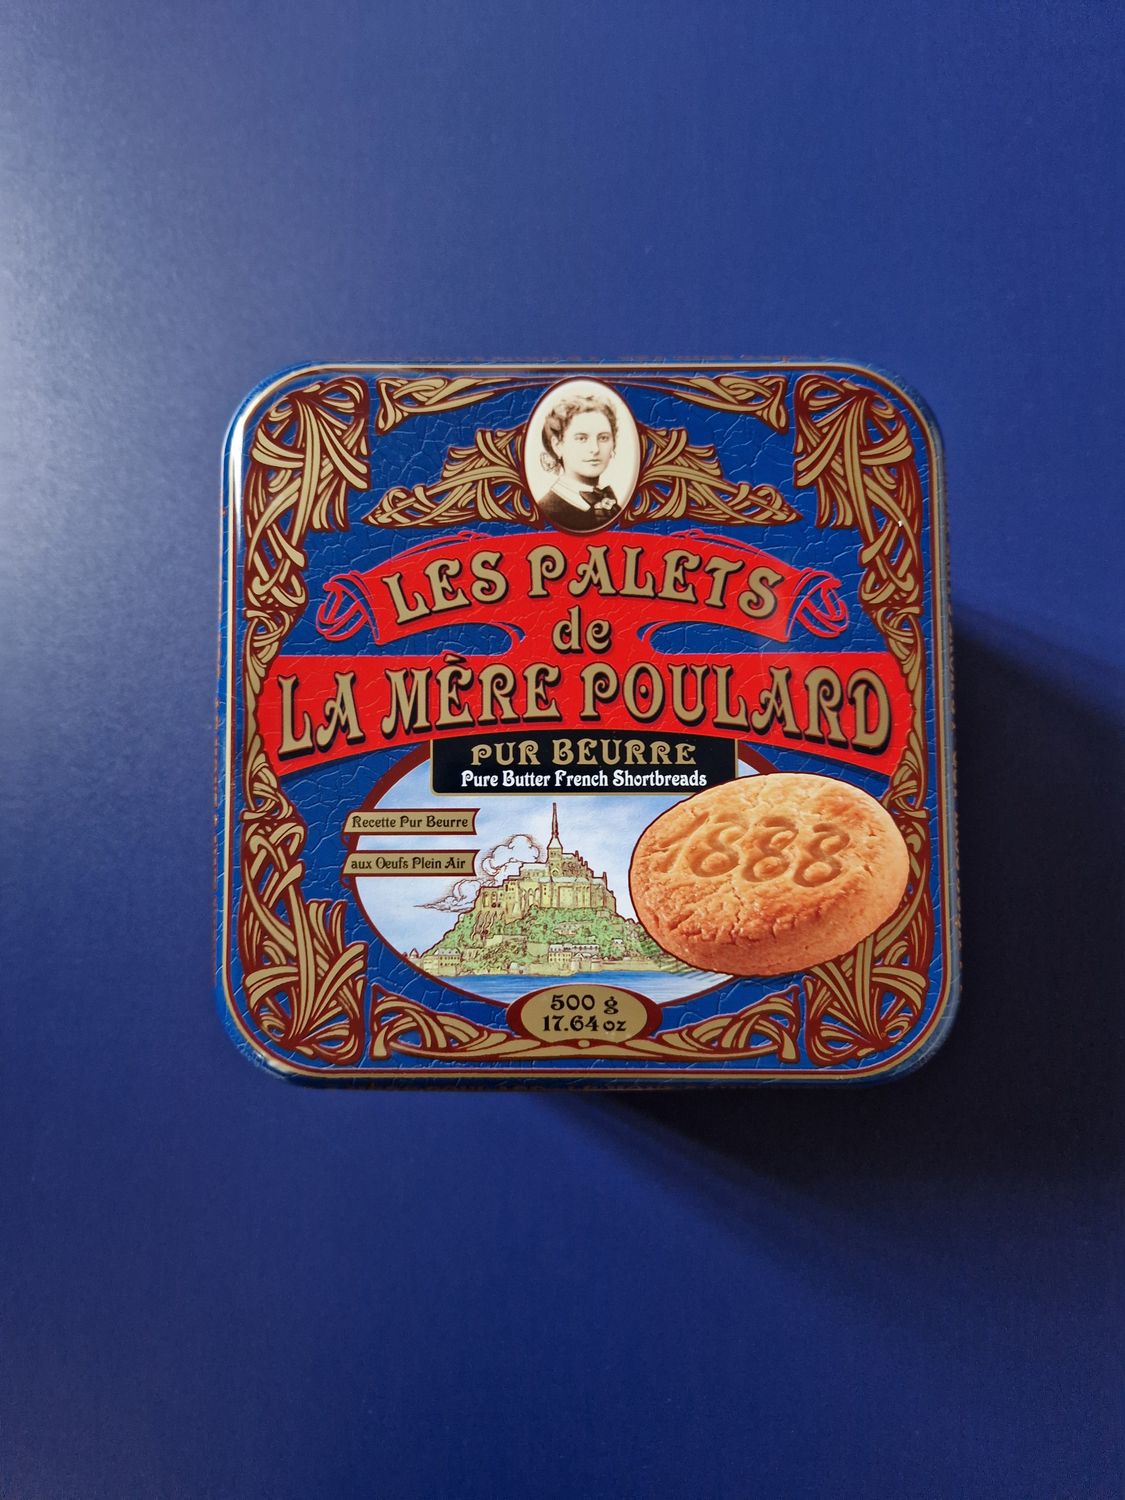 LES PALETS
de
LA MÈRE POULARD
PUR BEURRE
Pure Butter French Shortbreads
Recette Pur Beurre
aux Oeufs Plein Air
1888
500 g
17.64 oz